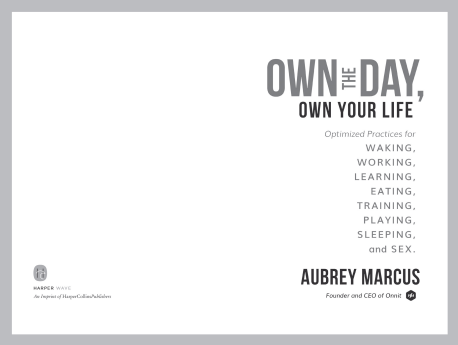 OWN THE DAY,
OWN YOUR LIFE
Optimized Practices for
WAKING,
WORKING,
LEARNING,
EATING,
TRAINING,
PLAYING,
SLEEPING,
and SEX.
AUBREY MARCUS
Founder and CEO of Onnit
HARPER WAVE
An Imprint of HarperCollinsPublishers